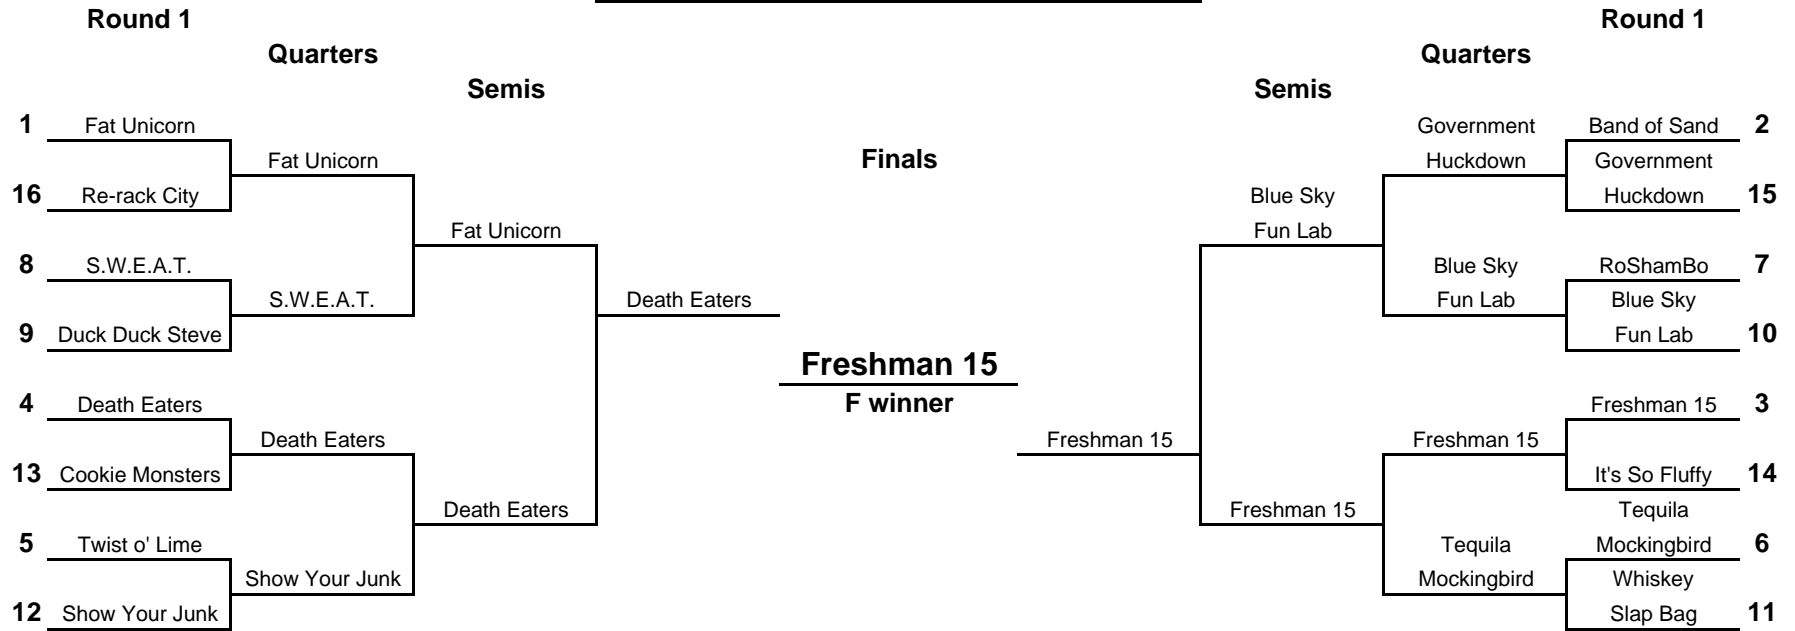 Round 1
Round 1
Quarters
Quarters
Semis
Semis
1 Fat Unicorn
Government
Band of Sand 2
Fat Unicorn
Finals
Huckdown
Government
16 Re-rack City
Blue Sky
Huckdown 15
Fat Unicorn
Fun Lab
8 S.W.E.A.T.
Blue Sky
RoShamBo 7
S.W.E.A.T.
Death Eaters
Fun Lab
Blue Sky
9 Duck Duck Steve
Fun Lab 10
Freshman 15
4 Death Eaters
F winner
Freshman 15 3
Death Eaters
Freshman 15
Freshman 15
13 Cookie Monsters
It's So Fluffy 14
Death Eaters
Freshman 15
Tequila
5 Twist o' Lime
Tequila
Mockingbird 6
Show Your Junk
Mockingbird
Whiskey
12 Show Your Junk
Slap Bag 11